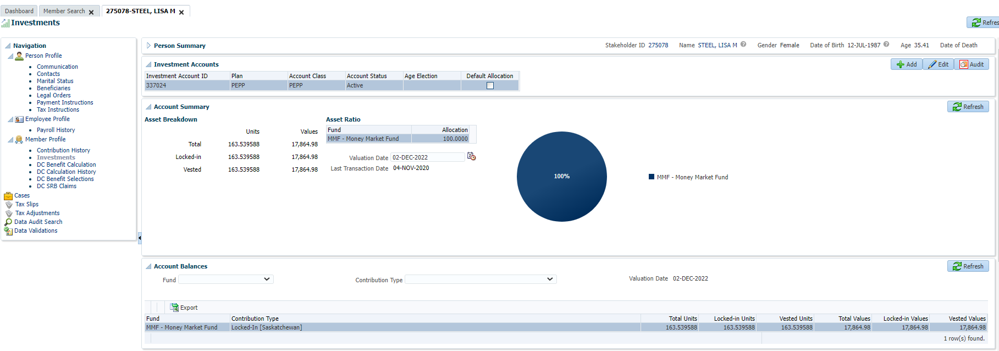 Dashboard Member Search 275078-STEEL, LISA M
Investments
Refres
Navigation
Person Profile
Communication
Contacts
Marital Status
Beneficiaries
Legal Orders
Payment Instructions
Tax Instructions
Employee Profile
Payroll History
Member Profile
Contribution History
Investments
DC Benefit Calculation
DC Calculation History
DC Benefit Selections
DC SRB Claims
Cases
Tax Slips
Tax Adjustments
Data Audit Search
Data Validations
Person Summary Stakeholder ID 275078 Name STEEL, LISA M Gender Female Date of Birth 12-JUL-1987 Age 35.41 Date of Death
Investment Accounts Add Edit Audit
Investment Account ID Plan Account Class Account Status Age Election Default Allocation
337024 PEPP PEPP Active
Account Summary Refresh
Asset Breakdown
Units Values
Total 163.539588 17,864.98
Locked-in 163.539588 17,864.98
Vested 163.539588 17,864.98
Asset Ratio
Fund Allocation
MMF - Money Market Fund 100.0000
Valuation Date 02-DEC-2022
Last Transaction Date 04-NOV-2020
100%
MMF - Money Market Fund
Account Balances Refresh
Fund Contribution Type Valuation Date 02-DEC-2022
Export
Fund Contribution Type Total Units Locked-in Units Vested Units Total Values Locked-in Values Vested Values
MMF - Money Market Fund Locked-In [Saskatchewan] 163.539588 163.539588 163.539588 17,864.98 17,864.98 17,864.98
1 row(s) found.